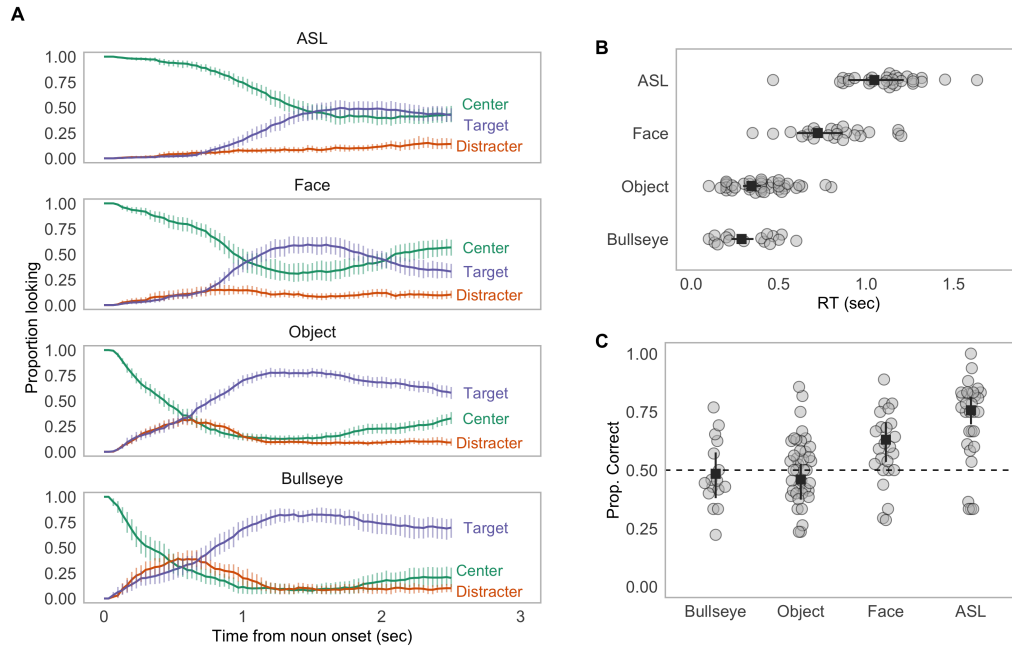 A
ASL
1.00
0.75
0.50
0.25
0.00
Center
Target
Distracter
Face
1.00
0.75
0.50
0.25
0.00
Center
Target
Distracter
Object
1.00
0.75
0.50
0.25
0.00
Target
Center
Distracter
Bullseye
1.00
0.75
0.50
0.25
0.00
Target
Center
Distracter
0
1
2
3
Time from noun onset (sec)
Proportion looking
B
ASL
Face
Object
Bullseye
0.0
0.5
1.0
1.5
RT (sec)
C
1.00
0.75
0.50
0.25
0.00
Prop. Correct
Bullseye
Object
Face
ASL